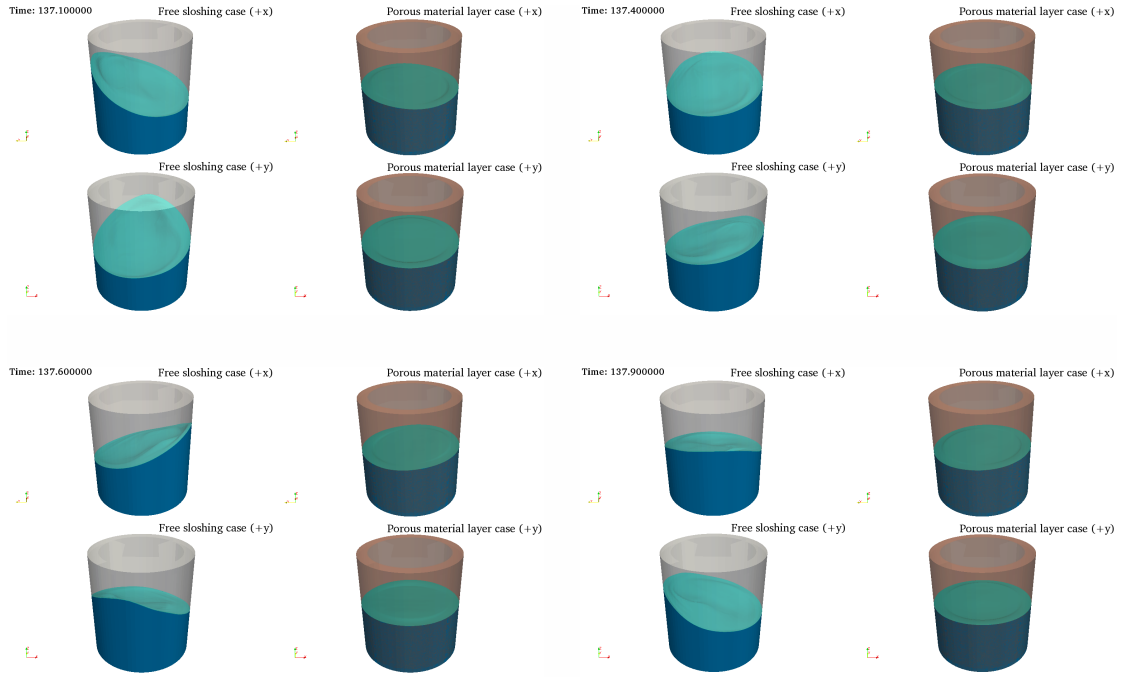 Time: 137.100000 Free sloshing case (+x) Porous material layer case (+x) Time: 137.400000 Free sloshing case (+x) Porous material layer case (+x)
Free sloshing case (+y) Porous material layer case (+y) Free sloshing case (+y) Porous material layer case (+y)
Time: 137.600000 Free sloshing case (+x) Porous material layer case (+x) Time: 137.900000 Free sloshing case (+x) Porous material layer case (+x)
Free sloshing case (+y) Porous material layer case (+y) Free sloshing case (+y) Porous material layer case (+y)